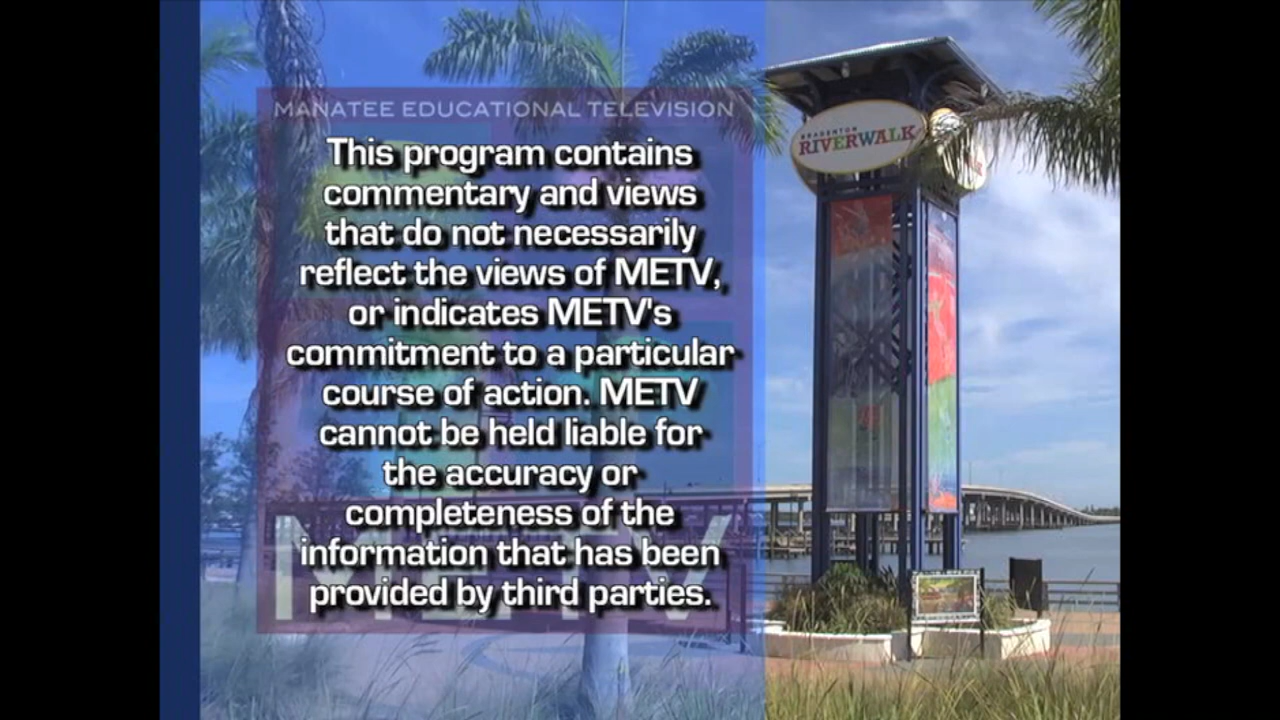 MANATEE EDUCATIONAL TELEVISION
This program contains
commentary and views
that do not necessarily
reflect the views of METV,
or indicates METV's
commitment to a particular
course of action. METV
cannot be held liable for
the accuracy or
completeness of the
information that has been
provided by third parties.
METV
BRADENTON
RIVERWALK